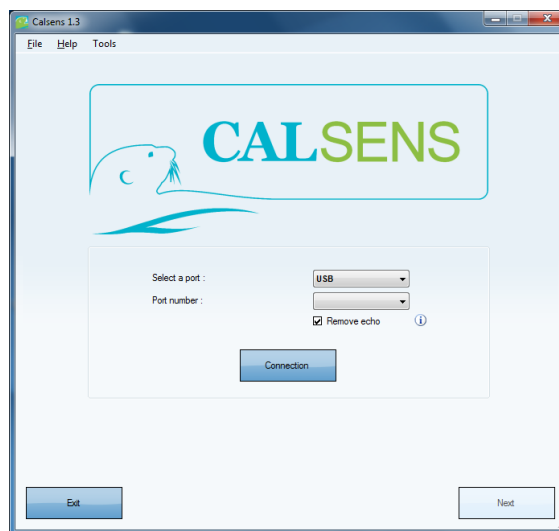 Calsens 1.3
File Help Tools
CALSENS
Select a port :
USB
Port number :
Remove echo
Connection
Exit
Next